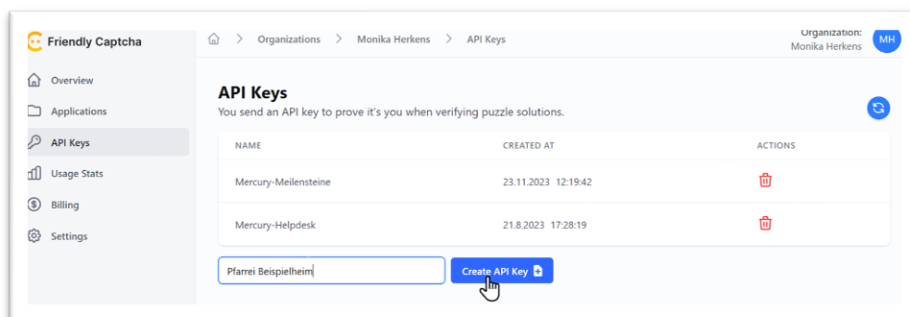 Friendly Captcha
Organizations > Monika Herkens > API Keys
Organization:
Monika Herkens
MH
Overview
Applications
API Keys
Usage Stats
Billing
Settings
API Keys
You send an API key to prove it's you when verifying puzzle solutions.
NAME CREATED AT ACTIONS
Mercury-Meilensteine 23.11.2023 12:19:42
Mercury-Helpdesk 21.8.2023 17:28:19
Pfarrei Beispielheim
Create API Key